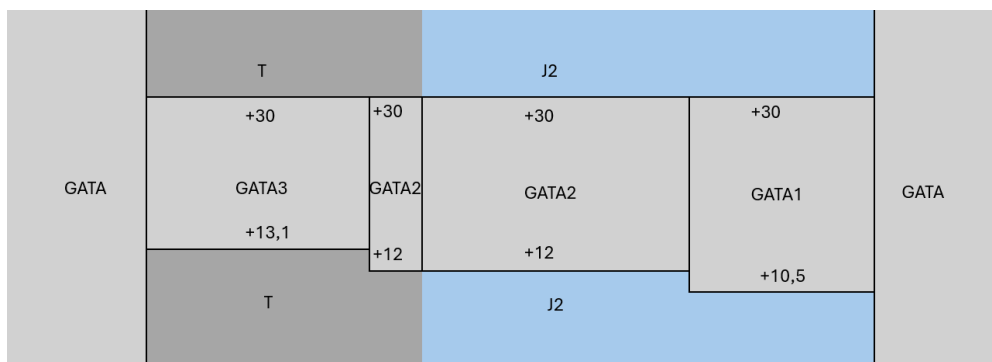 T
J2
+30
+30
+30
+30
GATA
GATA3
GATA2
GATA2
GATA1
GATA
+13,1
+12
+12
+10,5
T
J2